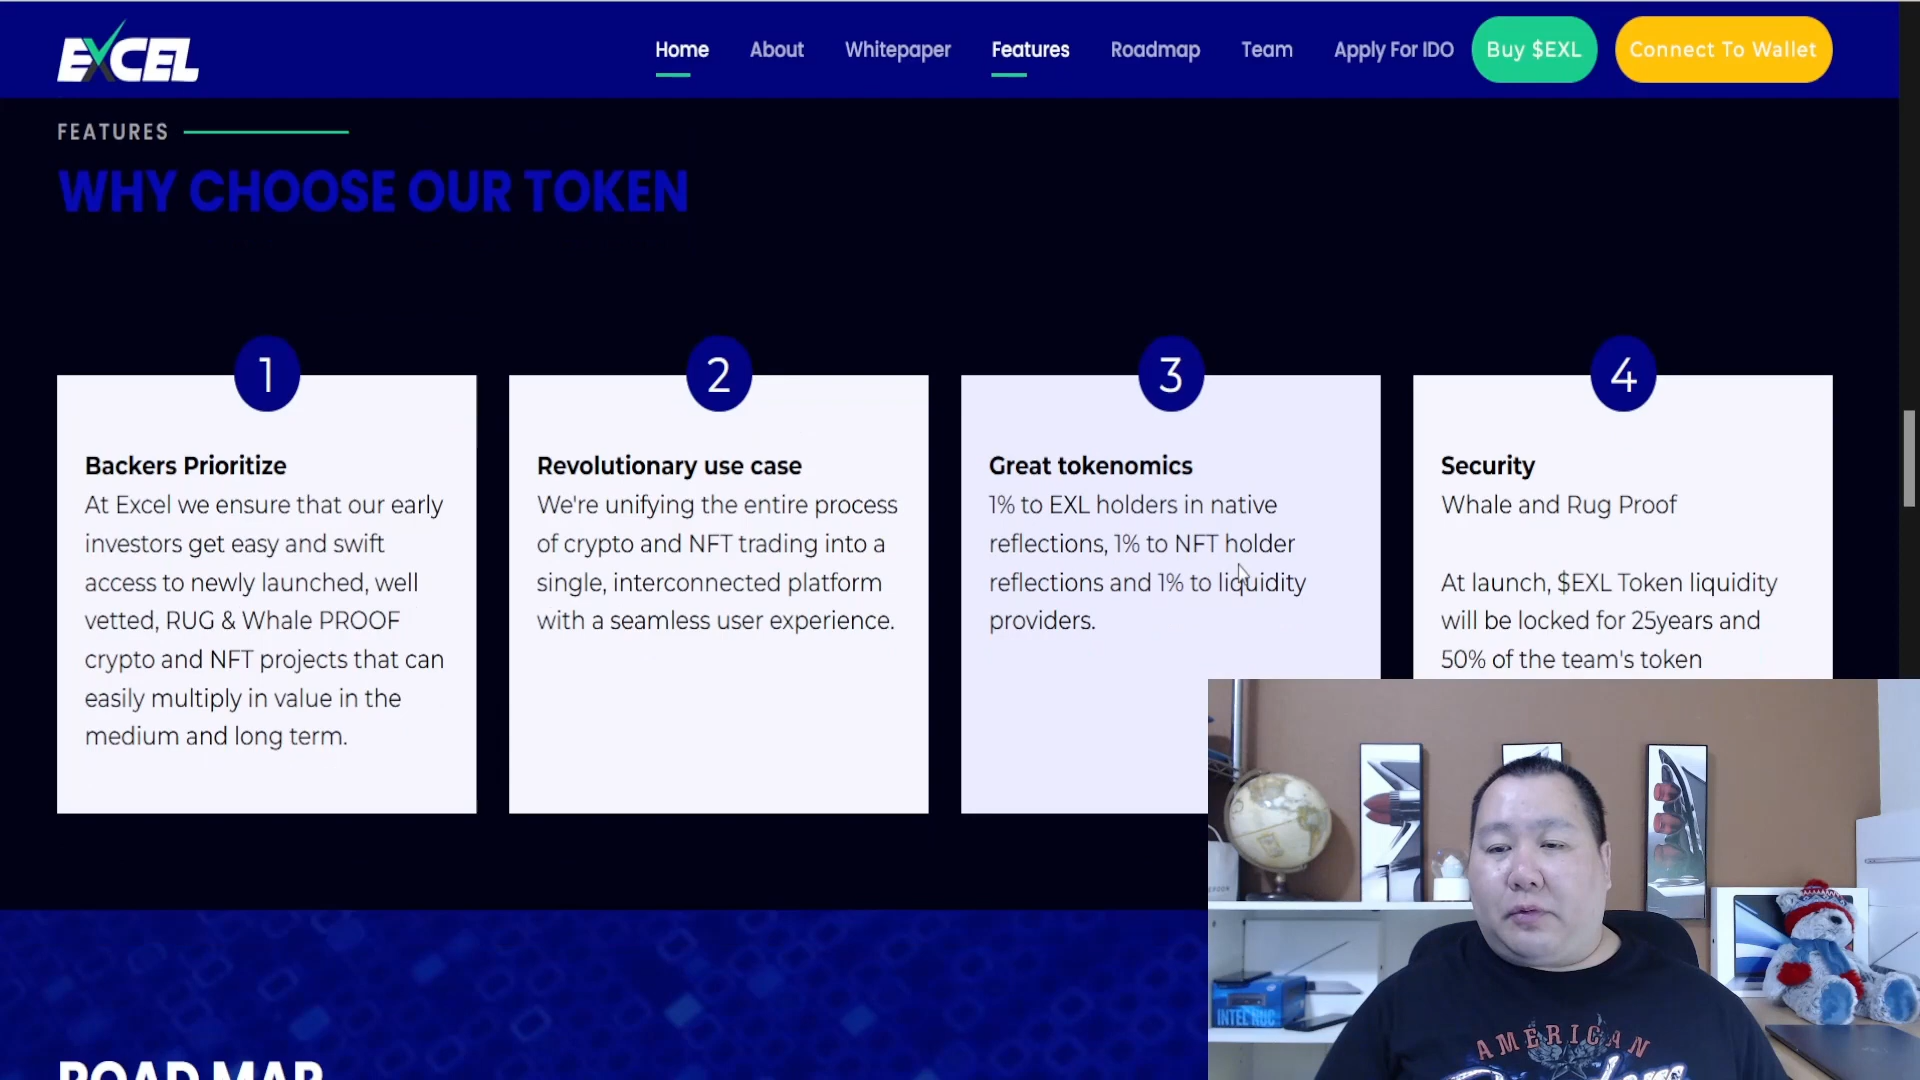 EXCEL
Home About Whitepaper Features Roadmap Team Apply For IDO Buy $EXL Connect To Wallet
FEATURES
WHY CHOOSE OUR TOKEN
1
Backers Prioritize
At Excel we ensure that our early
investors get easy and swift
access to newly launched, well
vetted, RUG & Whale PROOF
crypto and NFT projects that can
easily multiply in value in the
medium and long term.
2
Revolutionary use case
We're unifying the entire process
of crypto and NFT trading into a
single, interconnected platform
with a seamless user experience.
3
Great tokenomics
1% to EXL holders in native
reflections, 1% to NFT holder
reflections and 1% to liquidity
providers.
4
Security
Whale and Rug Proof
At launch, $EXL Token liquidity
will be locked for 25years and
50% of the team's token
INTEL NUC
AMERICAN
ROAD MAP